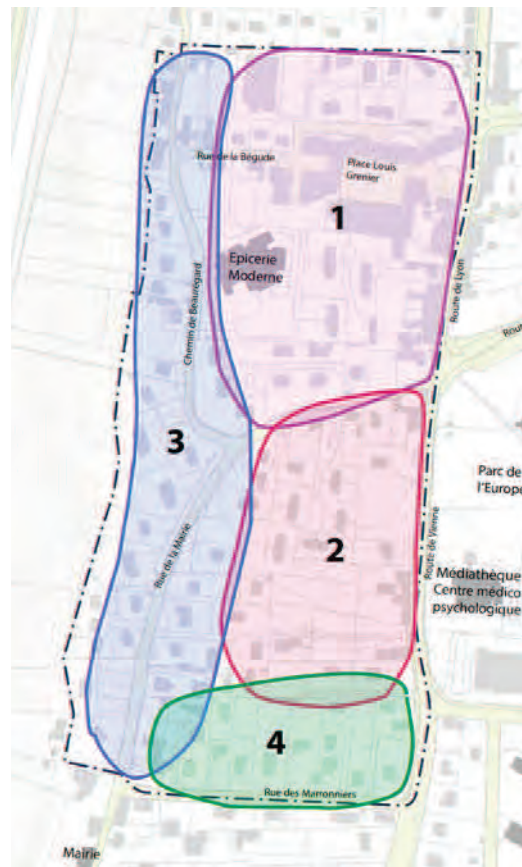 Rue de la Bégude
Place Louis
Grenier
1
Epicerie
Moderne
Route de Lyon
Chemin de Beauregard
Route
3
Parc de
l'Europ
2
Rue de la Mairie
Route de Vienne
Médiathèque
Centre médico
psychologique
4
Rue des Marronniers
Mairie